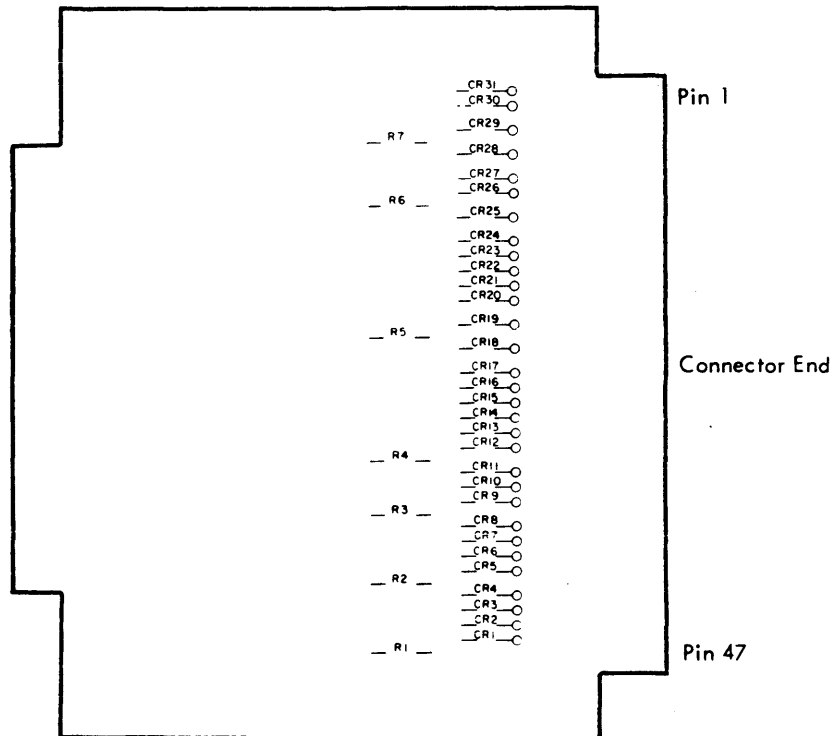 CR31
Pin 1
CR30
CR29
R7
CR28
CR27
CR26
R6
CR25
CR24
CR23
CR22
CR21
CR20
CR19
R5
CR18
Connector End
CR17
CR16
CR15
CR14
CR13
CR12
R4
CR11
CR10
CR9
R3
CR8
CR7
CR6
CR5
R2
CR4
CR3
CR2
CR1
R1
Pin 47